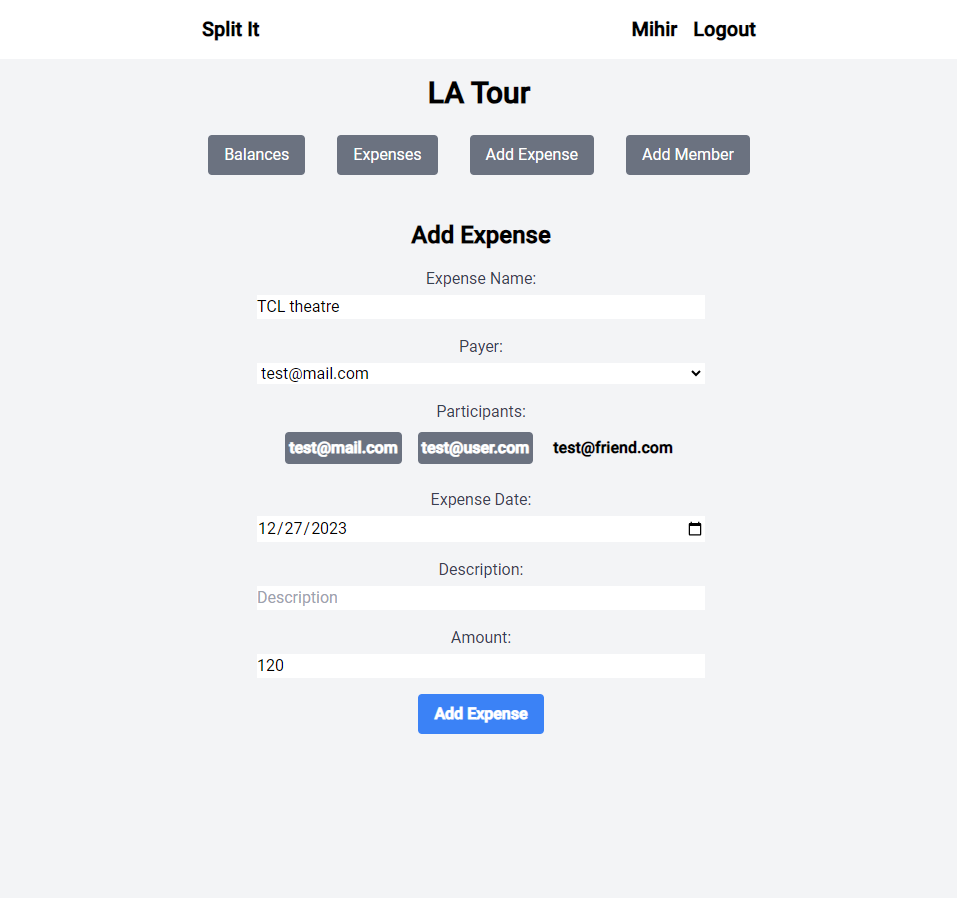 Split It Mihir Logout
LA Tour
Balances Expenses Add Expense Add Member
Add Expense
Expense Name:
TCL theatre
Payer:
test@mail.com
Participants:
test@mail.com test@user.com test@friend.com
Expense Date:
12/27/2023
Description:
Description
Amount:
120
Add Expense